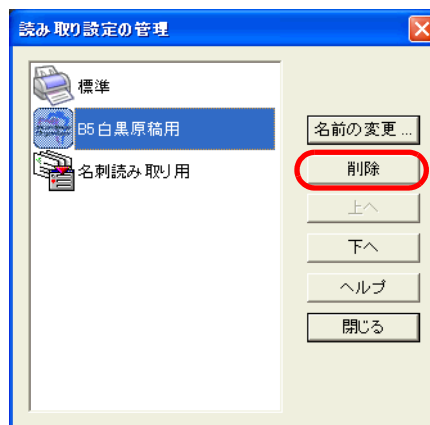 読み取り設定の管理
標準
B5白黒原稿用
名刺読み取り用
名前の変更...
削除
上へ
下へ
ヘルプ
閉じる